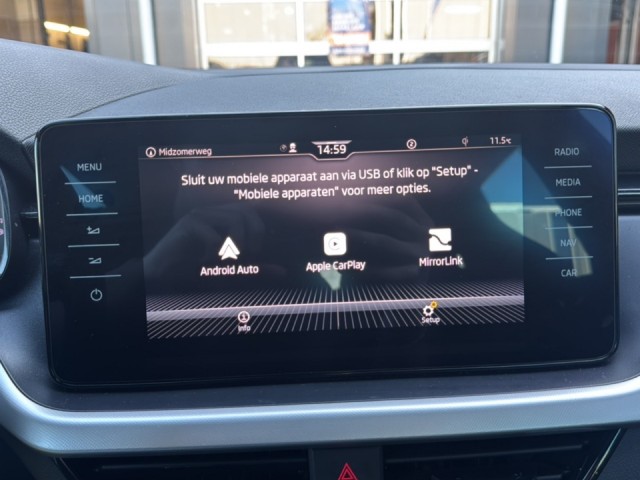 Midzomerweg
14:59
11.5°C
Sluit uw mobiele apparaat aan via USB of klik op "Setup" -
"Mobiele apparaten" voor meer opties.
MENU
HOME
RADIO
MEDIA
PHONE
NAV
CAR
Android Auto
Apple CarPlay
MirrorLink
Info
Setup